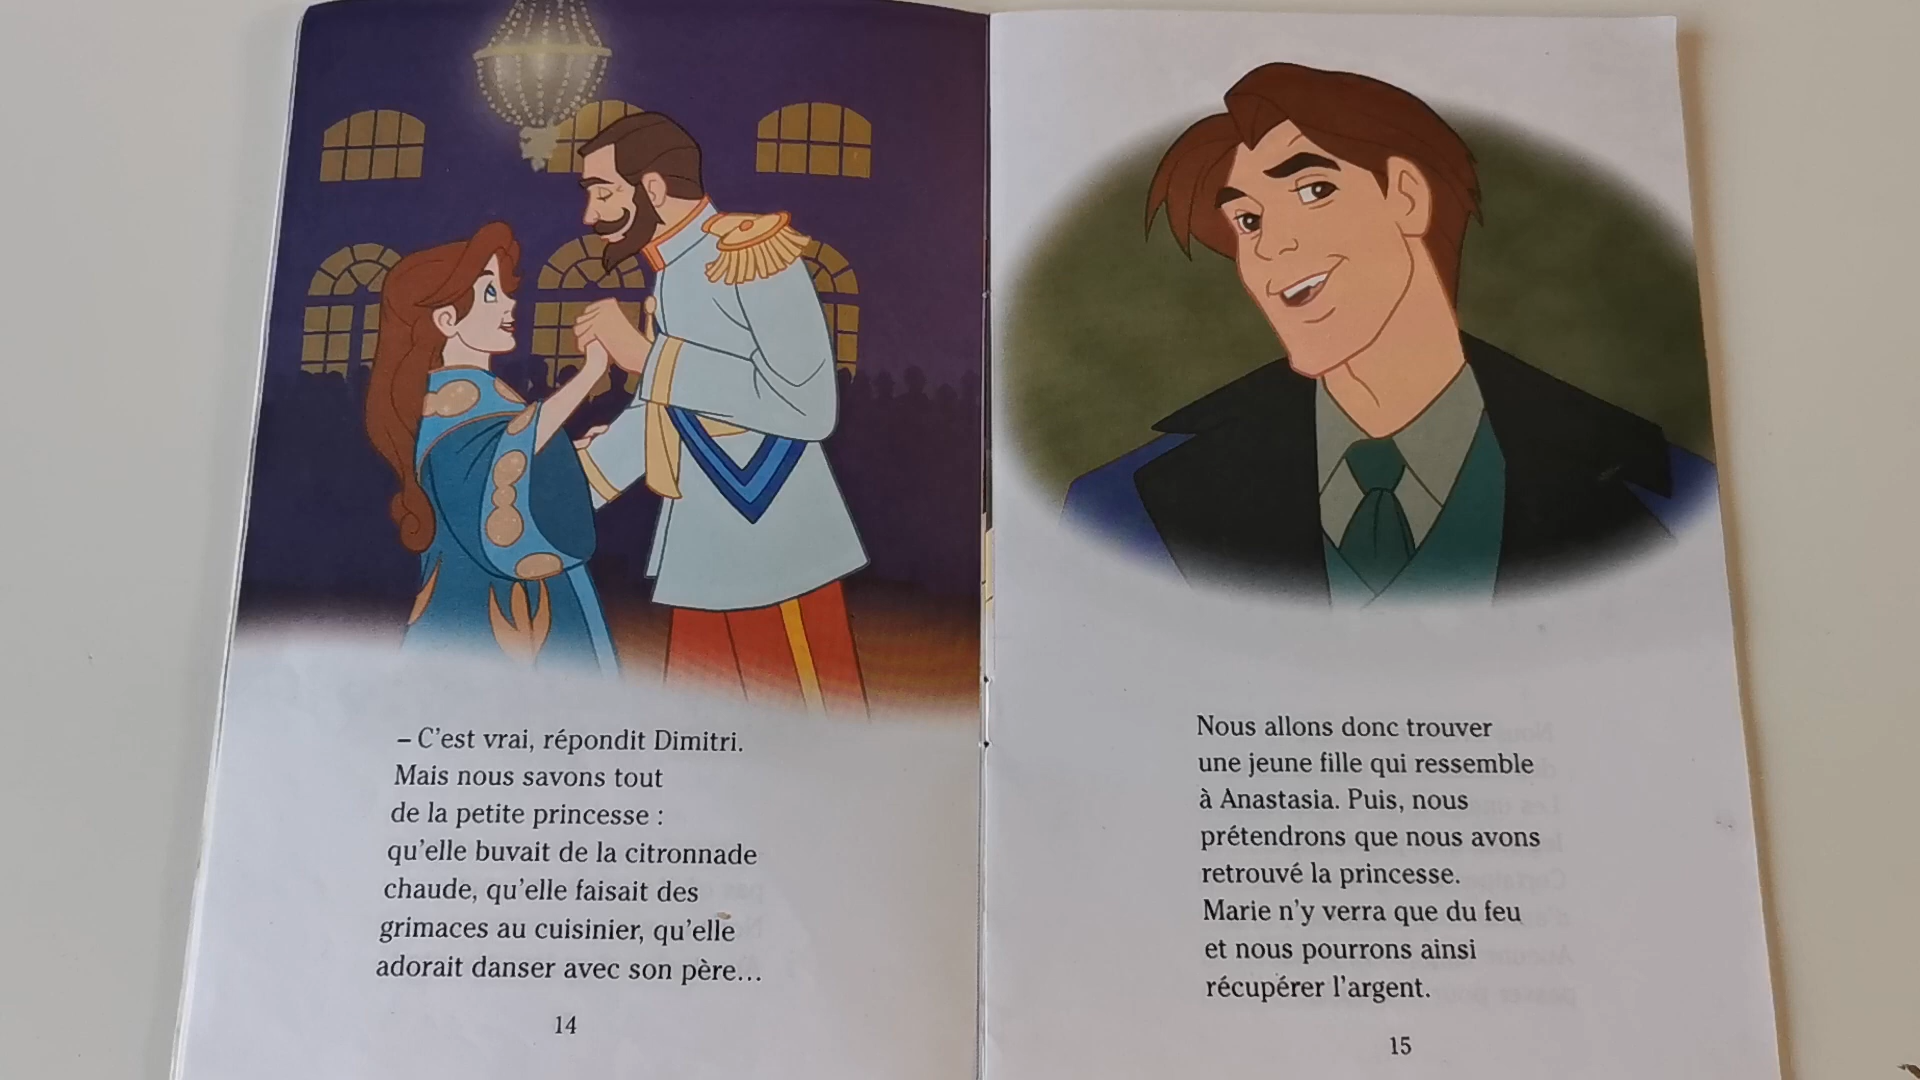 – C'est vrai, répondit Dimitri.
Mais nous savons tout
de la petite princesse :
qu'elle buvait de la citronnade
chaude, qu'elle faisait des
grimaces au cuisinier, qu'elle
adorait danser avec son père...
14
Nous allons donc trouver
une jeune fille qui ressemble
à Anastasia. Puis, nous
prétendrons que nous avons
retrouvé la princesse.
Marie n'y verra que du feu
et nous pourrons ainsi
récupérer l'argent.
15